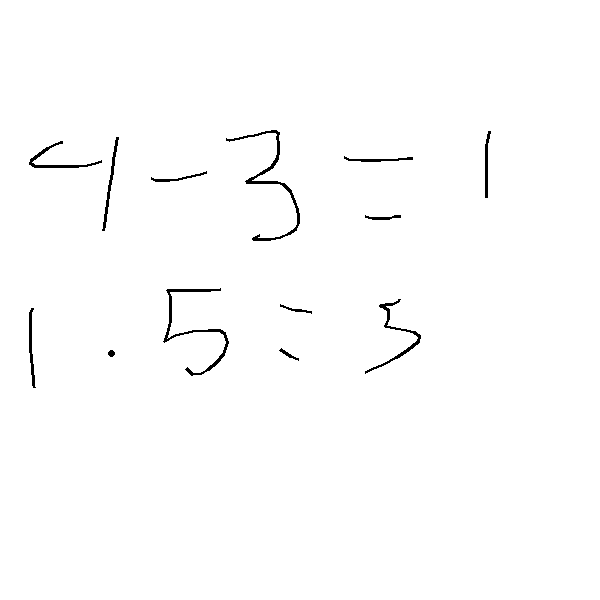 4 - 3 = 1
1 . 5 = 5